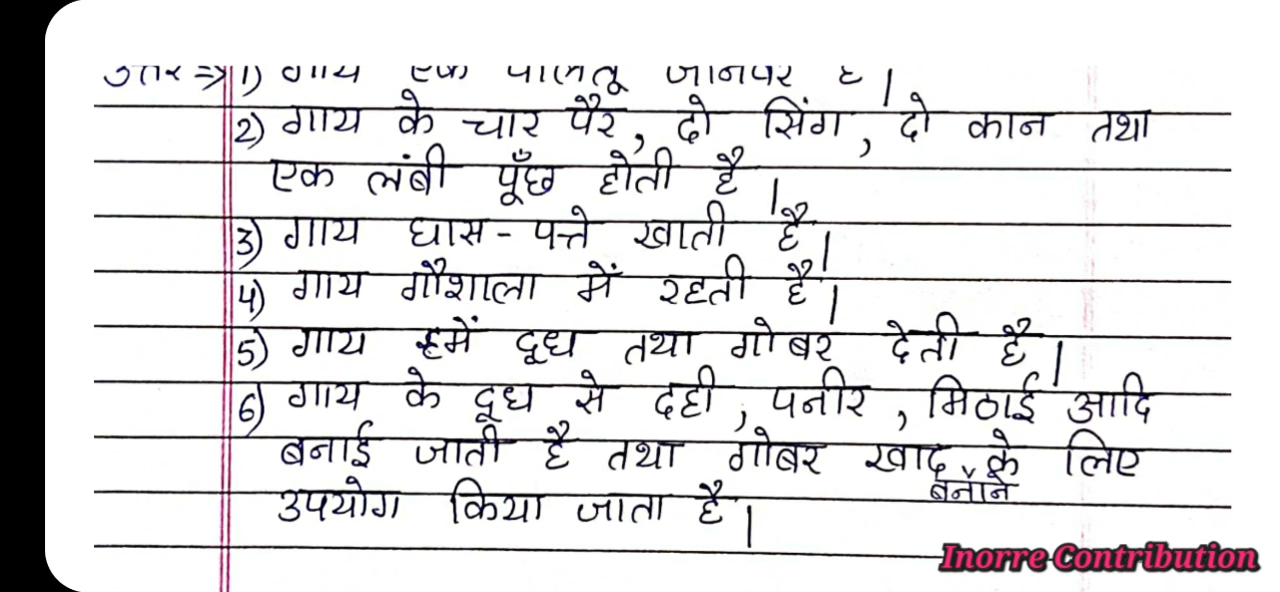 उत्तर ⇒ 1) गाय एक पालतू जानवर है |
2) गाय के चार पैर, दो सिंग, दो कान तथा
एक लंबी पूँछ होती है |
3) गाय घास - पत्ते खाती है |
4) गाय गौशाला में रहती है |
5) गाय हमें दूध तथा गोबर देती है |
6) गाय के दूध से दही, पनीर, मिठाई आदि
बनाई जाती है तथा गोबर खाद के लिए
बनाने
उपयोग किया जाता है |
Inorre Contribution